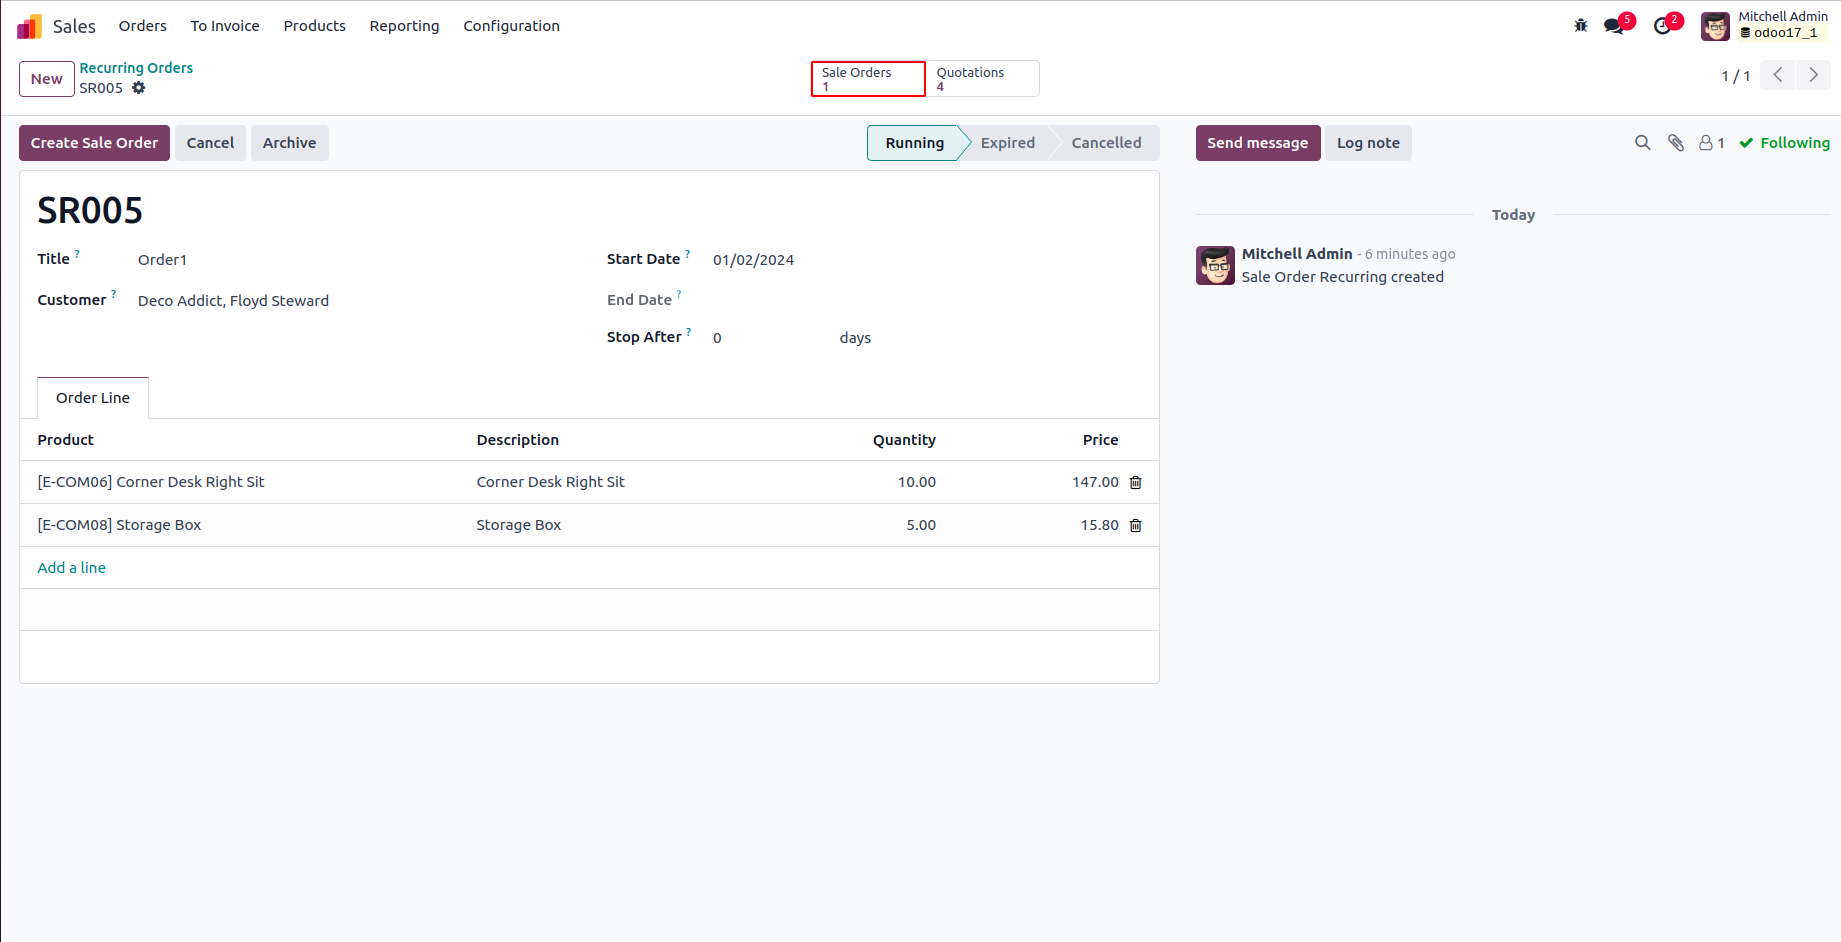 Sales Orders To Invoice Products Reporting Configuration 5 2 Mitchell Admin
odoo17_1
New Recurring Orders
SR005
Sale Orders
1
Quotations
4
1 / 1
Create Sale Order Cancel Archive Running Expired Cancelled Send message Log note 1 Following
SR005
Title ? Order1
Customer ? Deco Addict, Floyd Steward
Start Date ? 01/02/2024
End Date ?
Stop After ? 0 days
Order Line
Product Description Quantity Price
[E-COM06] Corner Desk Right Sit Corner Desk Right Sit 10.00 147.00
[E-COM08] Storage Box Storage Box 5.00 15.80
Add a line
Today
Mitchell Admin - 6 minutes ago
Sale Order Recurring created